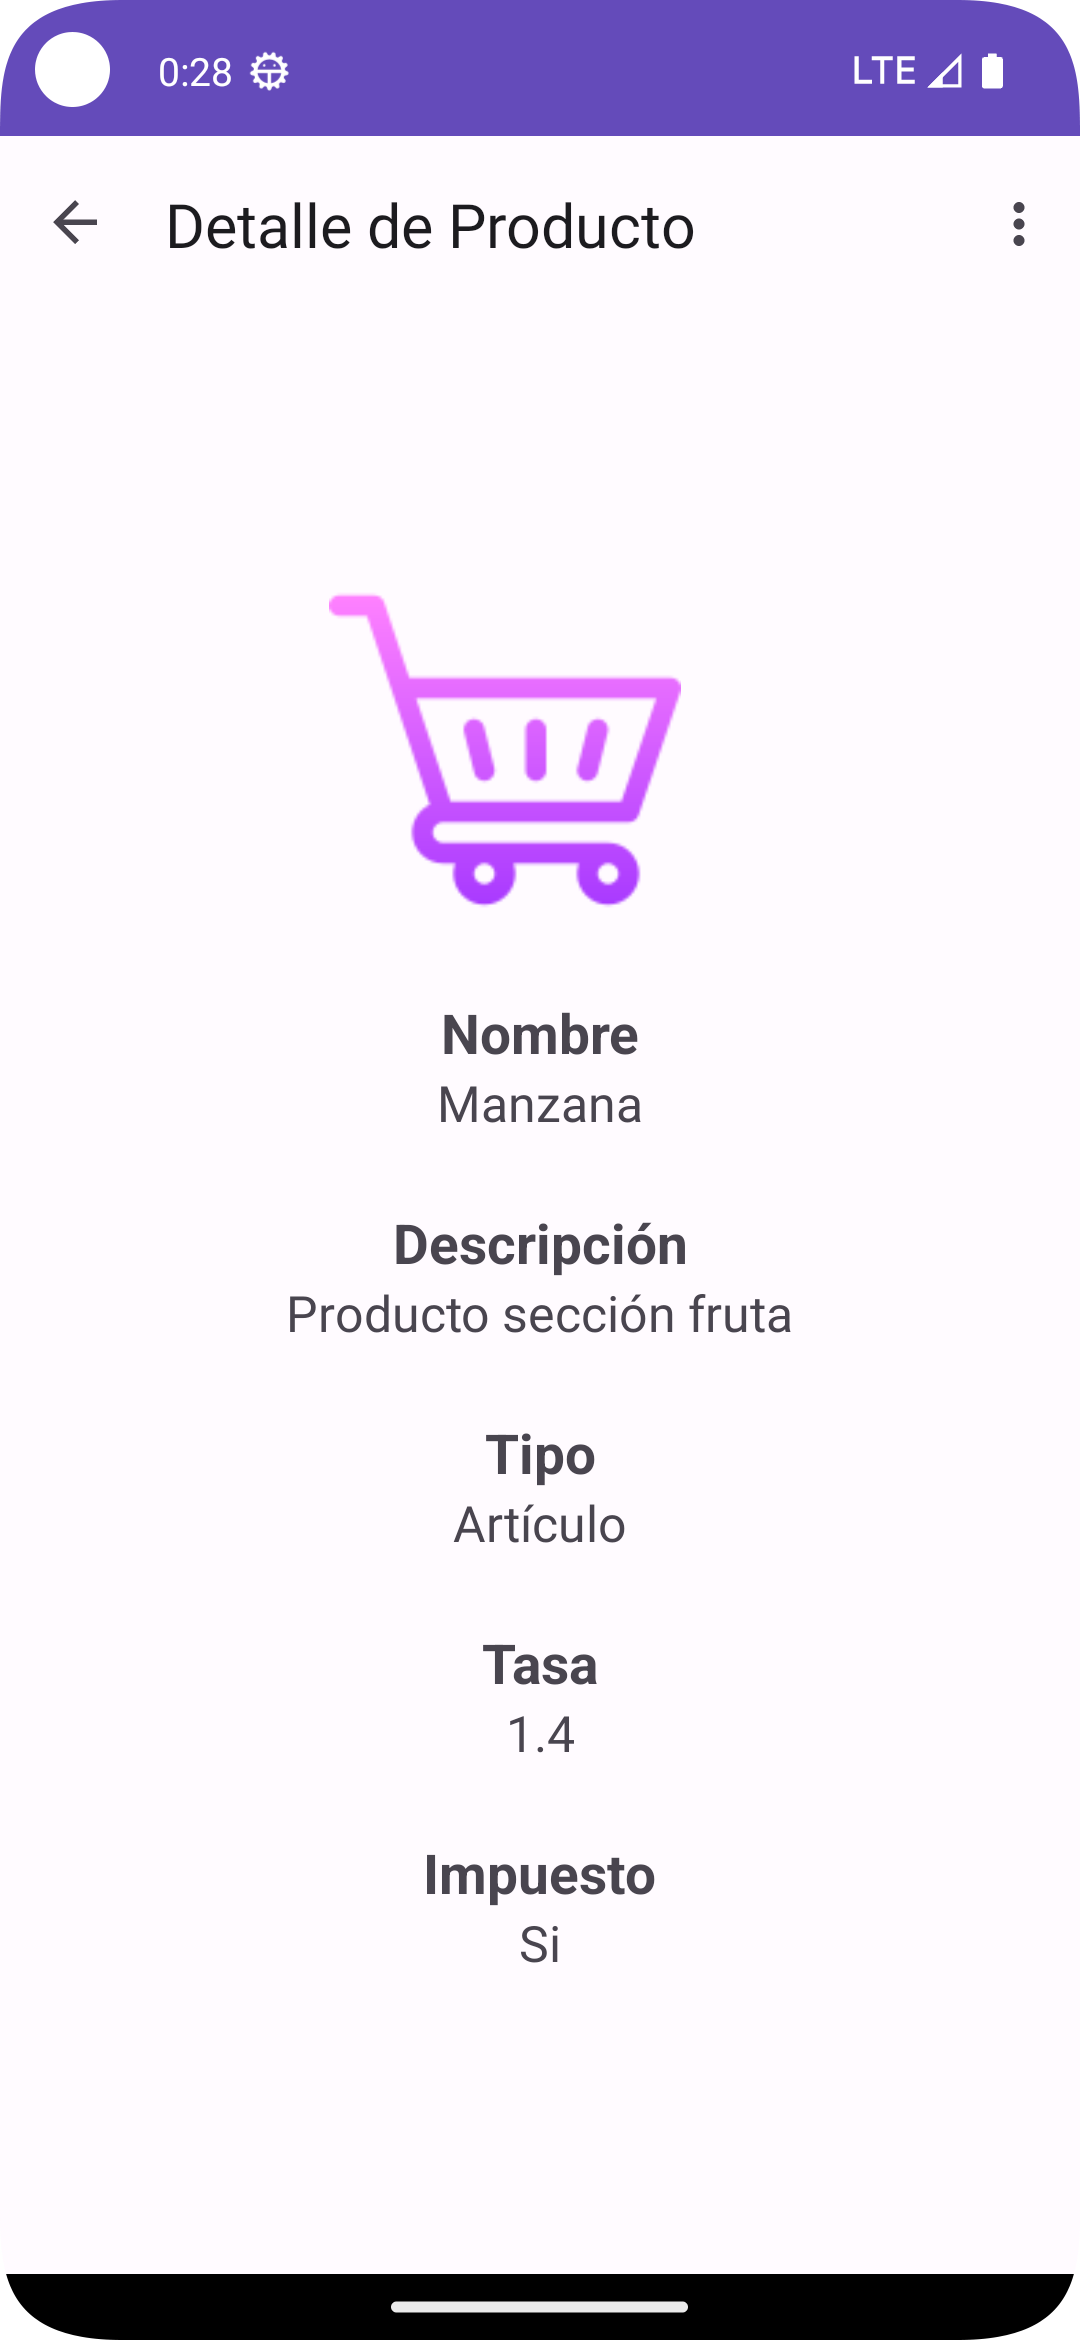 0:28 LTE
Detalle de Producto
Nombre
Manzana
Descripción
Producto sección fruta
Tipo
Artículo
Tasa
1.4
Impuesto
Si